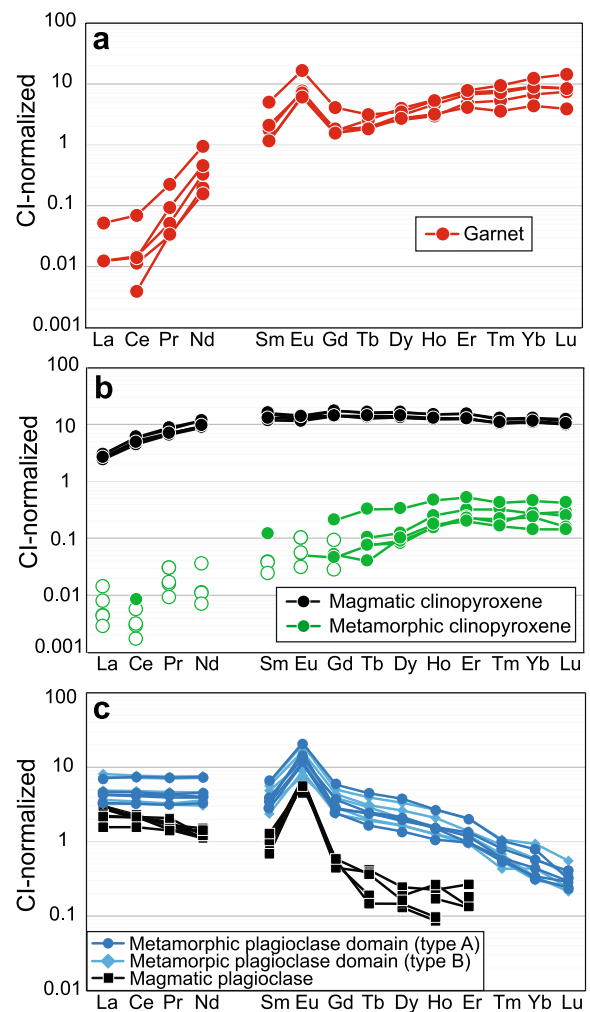 a
CI-normalized
100
10
1
0.1
0.01
0.001
Garnet
La Ce Pr Nd Sm Eu Gd Tb Dy Ho Er Tm Yb Lu
b
CI-normalized
100
10
1
0.1
0.01
0.001
Magmatic clinopyroxene
Metamorphic clinopyroxene
La Ce Pr Nd Sm Eu Gd Tb Dy Ho Er Tm Yb Lu
c
CI-normalized
100
10
1
0.1
0.01
Metamorphic plagioclase domain (type A)
Metamorpic plagioclase domain (type B)
Magmatic plagioclase
La Ce Pr Nd Sm Eu Gd Tb Dy Ho Er Tm Yb Lu